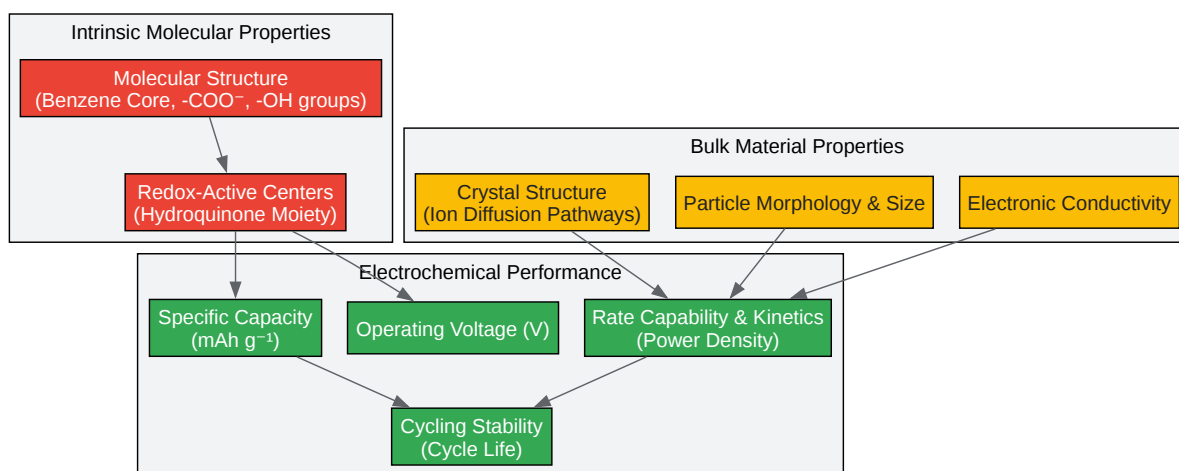 Intrinsic Molecular Properties
Molecular Structure
(Benzene Core, -COO⁻, -OH groups)
Redox-Active Centers
(Hydroquinone Moiety)
Bulk Material Properties
Crystal Structure
(Ion Diffusion Pathways)
Particle Morphology & Size
Electronic Conductivity
Electrochemical Performance
Specific Capacity
(mAh g⁻¹)
Operating Voltage (V)
Rate Capability & Kinetics
(Power Density)
Cycling Stability
(Cycle Life)